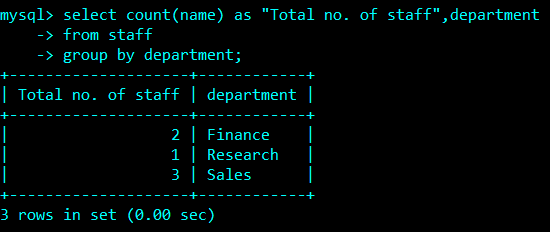 mysql> select count(name) as "Total no. of staff",department
    -> from staff
    -> group by department;
+--------------------+------------+
| Total no. of staff | department |
+--------------------+------------+
|                  2 | Finance    |
|                  1 | Research   |
|                  3 | Sales      |
+--------------------+------------+
3 rows in set (0.00 sec)